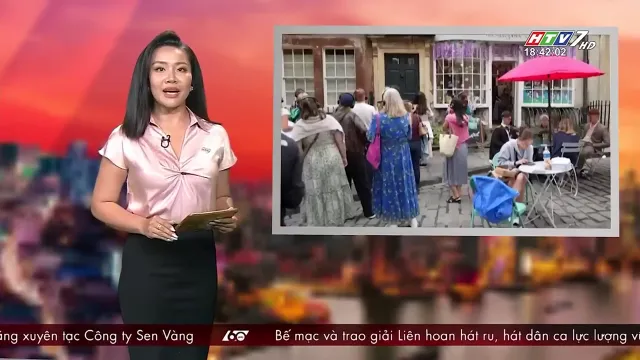 HTV7 HD
18:42:02
ăng xuyên tạc Công ty Sen Vàng
60 Bế mạc và trao giải Liên hoan hát ru, hát dân ca lực lượng v